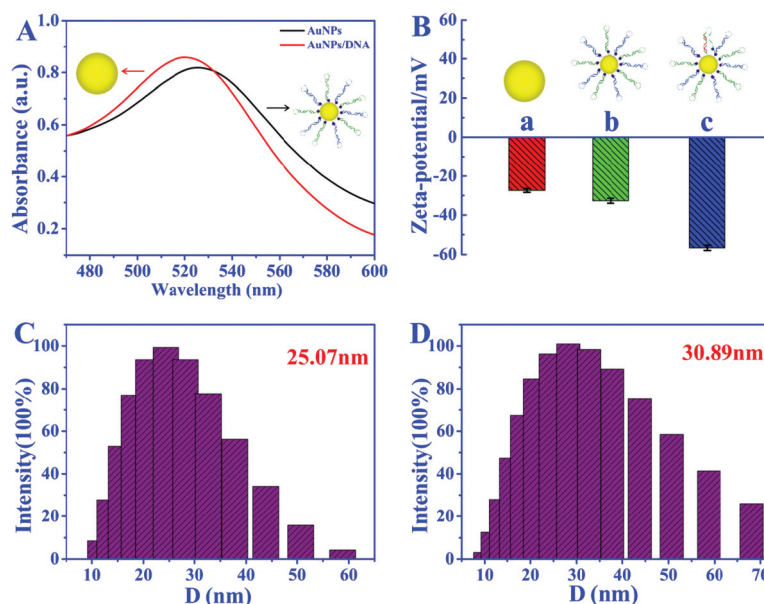 A
AuNPs
AuNPs/DNA
Absorbance (a.u.)
1.0
0.8
0.6
0.4
0.2
480 500 520 540 560 580 600
Wavelength (nm)
B
Zeta-potential/mV
60
40
20
0
-20
-40
-60
a b c
C
25.07nm
Intensity(100%)
100
80
60
40
20
0
10 20 30 40 50 60
D (nm)
D
30.89nm
Intensity(100%)
100
80
60
40
20
0
10 20 30 40 50 60 70
D (nm)